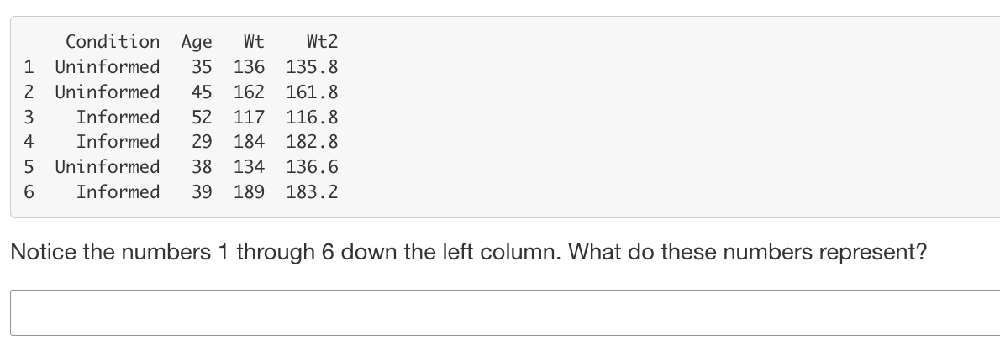 Condition Age Wt Wt2
1 Uninformed 35 136 135.8
2 Uninformed 45 162 161.8
3 Informed 52 117 116.8
4 Informed 29 184 182.8
5 Uninformed 38 134 136.6
6 Informed 39 189 183.2
Notice the numbers 1 through 6 down the left column. What do these numbers represent?